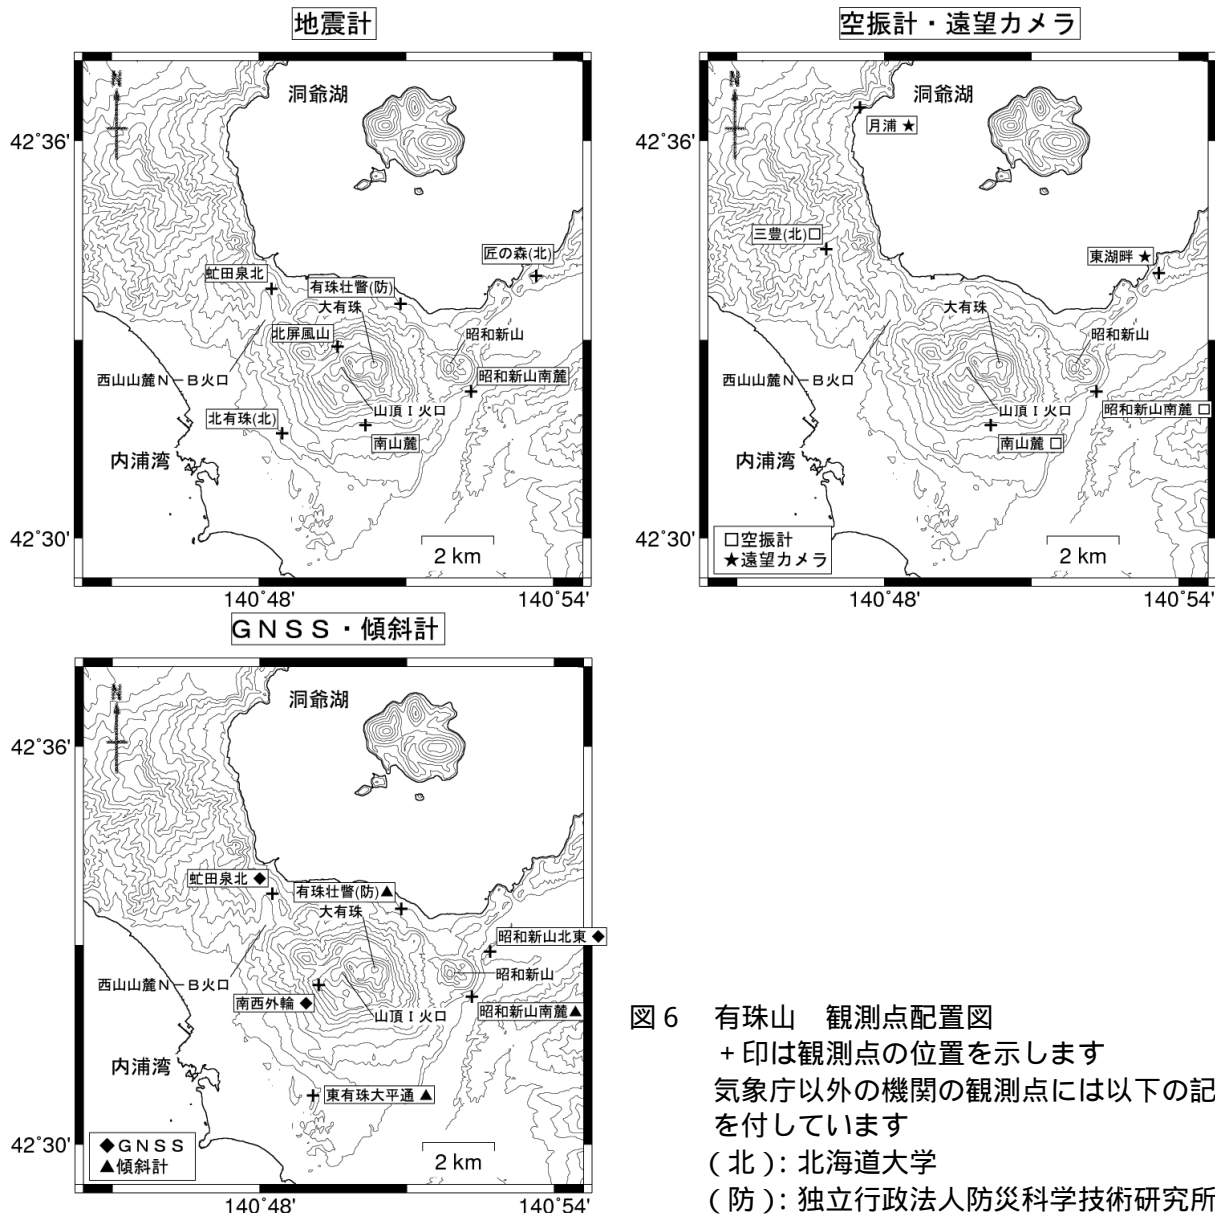 地震計
N
洞爺湖
42°36'
匠の森(北)
虻田泉北
有珠壮瞥(防)
大有珠
北屏風山
昭和新山
西山山麓N－B火口
昭和新山南麓
山頂I火口
北有珠(北)
南山麓
内浦湾
42°30'
2 km
140°48'
140°54'
空振計・遠望カメラ
N
洞爺湖
月浦 ★
42°36'
三豊(北)□
東湖畔 ★
大有珠
昭和新山
西山山麓N－B火口
山頂I火口
昭和新山南麓 □
南山麓 □
内浦湾
□空振計
★遠望カメラ
42°30'
2 km
140°48'
140°54'
GNSS・傾斜計
N
洞爺湖
42°36'
虻田泉北 ◆
有珠壮瞥(防)▲
大有珠
昭和新山北東 ◆
昭和新山
西山山麓N－B火口
南西外輪 ◆
山頂I火口
昭和新山南麓▲
内浦湾
東有珠大平通 ▲
◆GNSS
▲傾斜計
42°30'
2 km
140°48'
140°54'
図6　有珠山　観測点配置図
+印は観測点の位置を示します
気象庁以外の機関の観測点には以下の記
を付しています
(北):北海道大学
(防):独立行政法人防災科学技術研究所